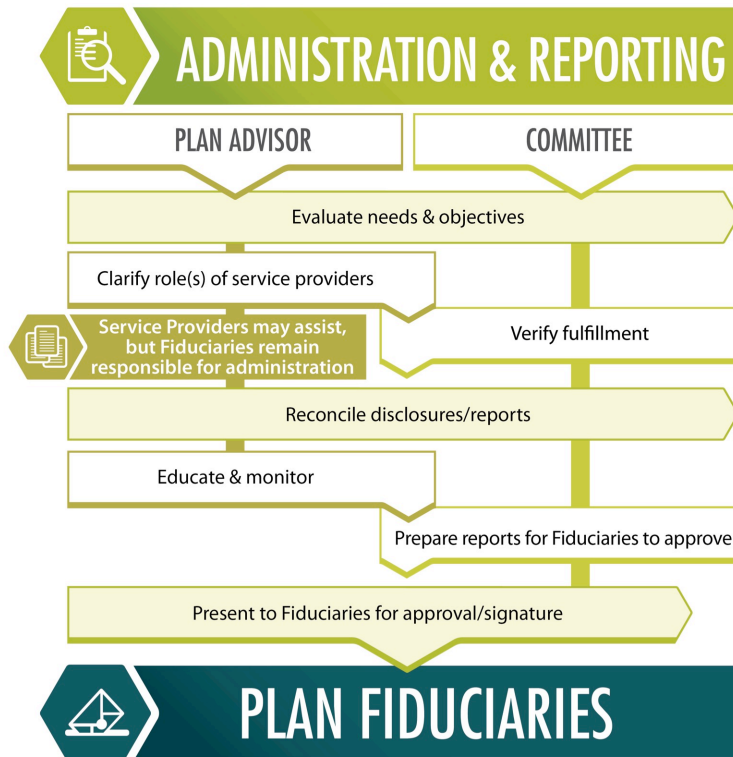 ADMINISTRATION & REPORTING
PLAN ADVISOR
COMMITTEE
Evaluate needs & objectives
Clarify role(s) of service providers
Service Providers may assist,
but Fiduciaries remain
responsible for administration
Verify fulfillment
Reconcile disclosures/reports
Educate & monitor
Prepare reports for Fiduciaries to approve
Present to Fiduciaries for approval/signature
PLAN FIDUCIARIES